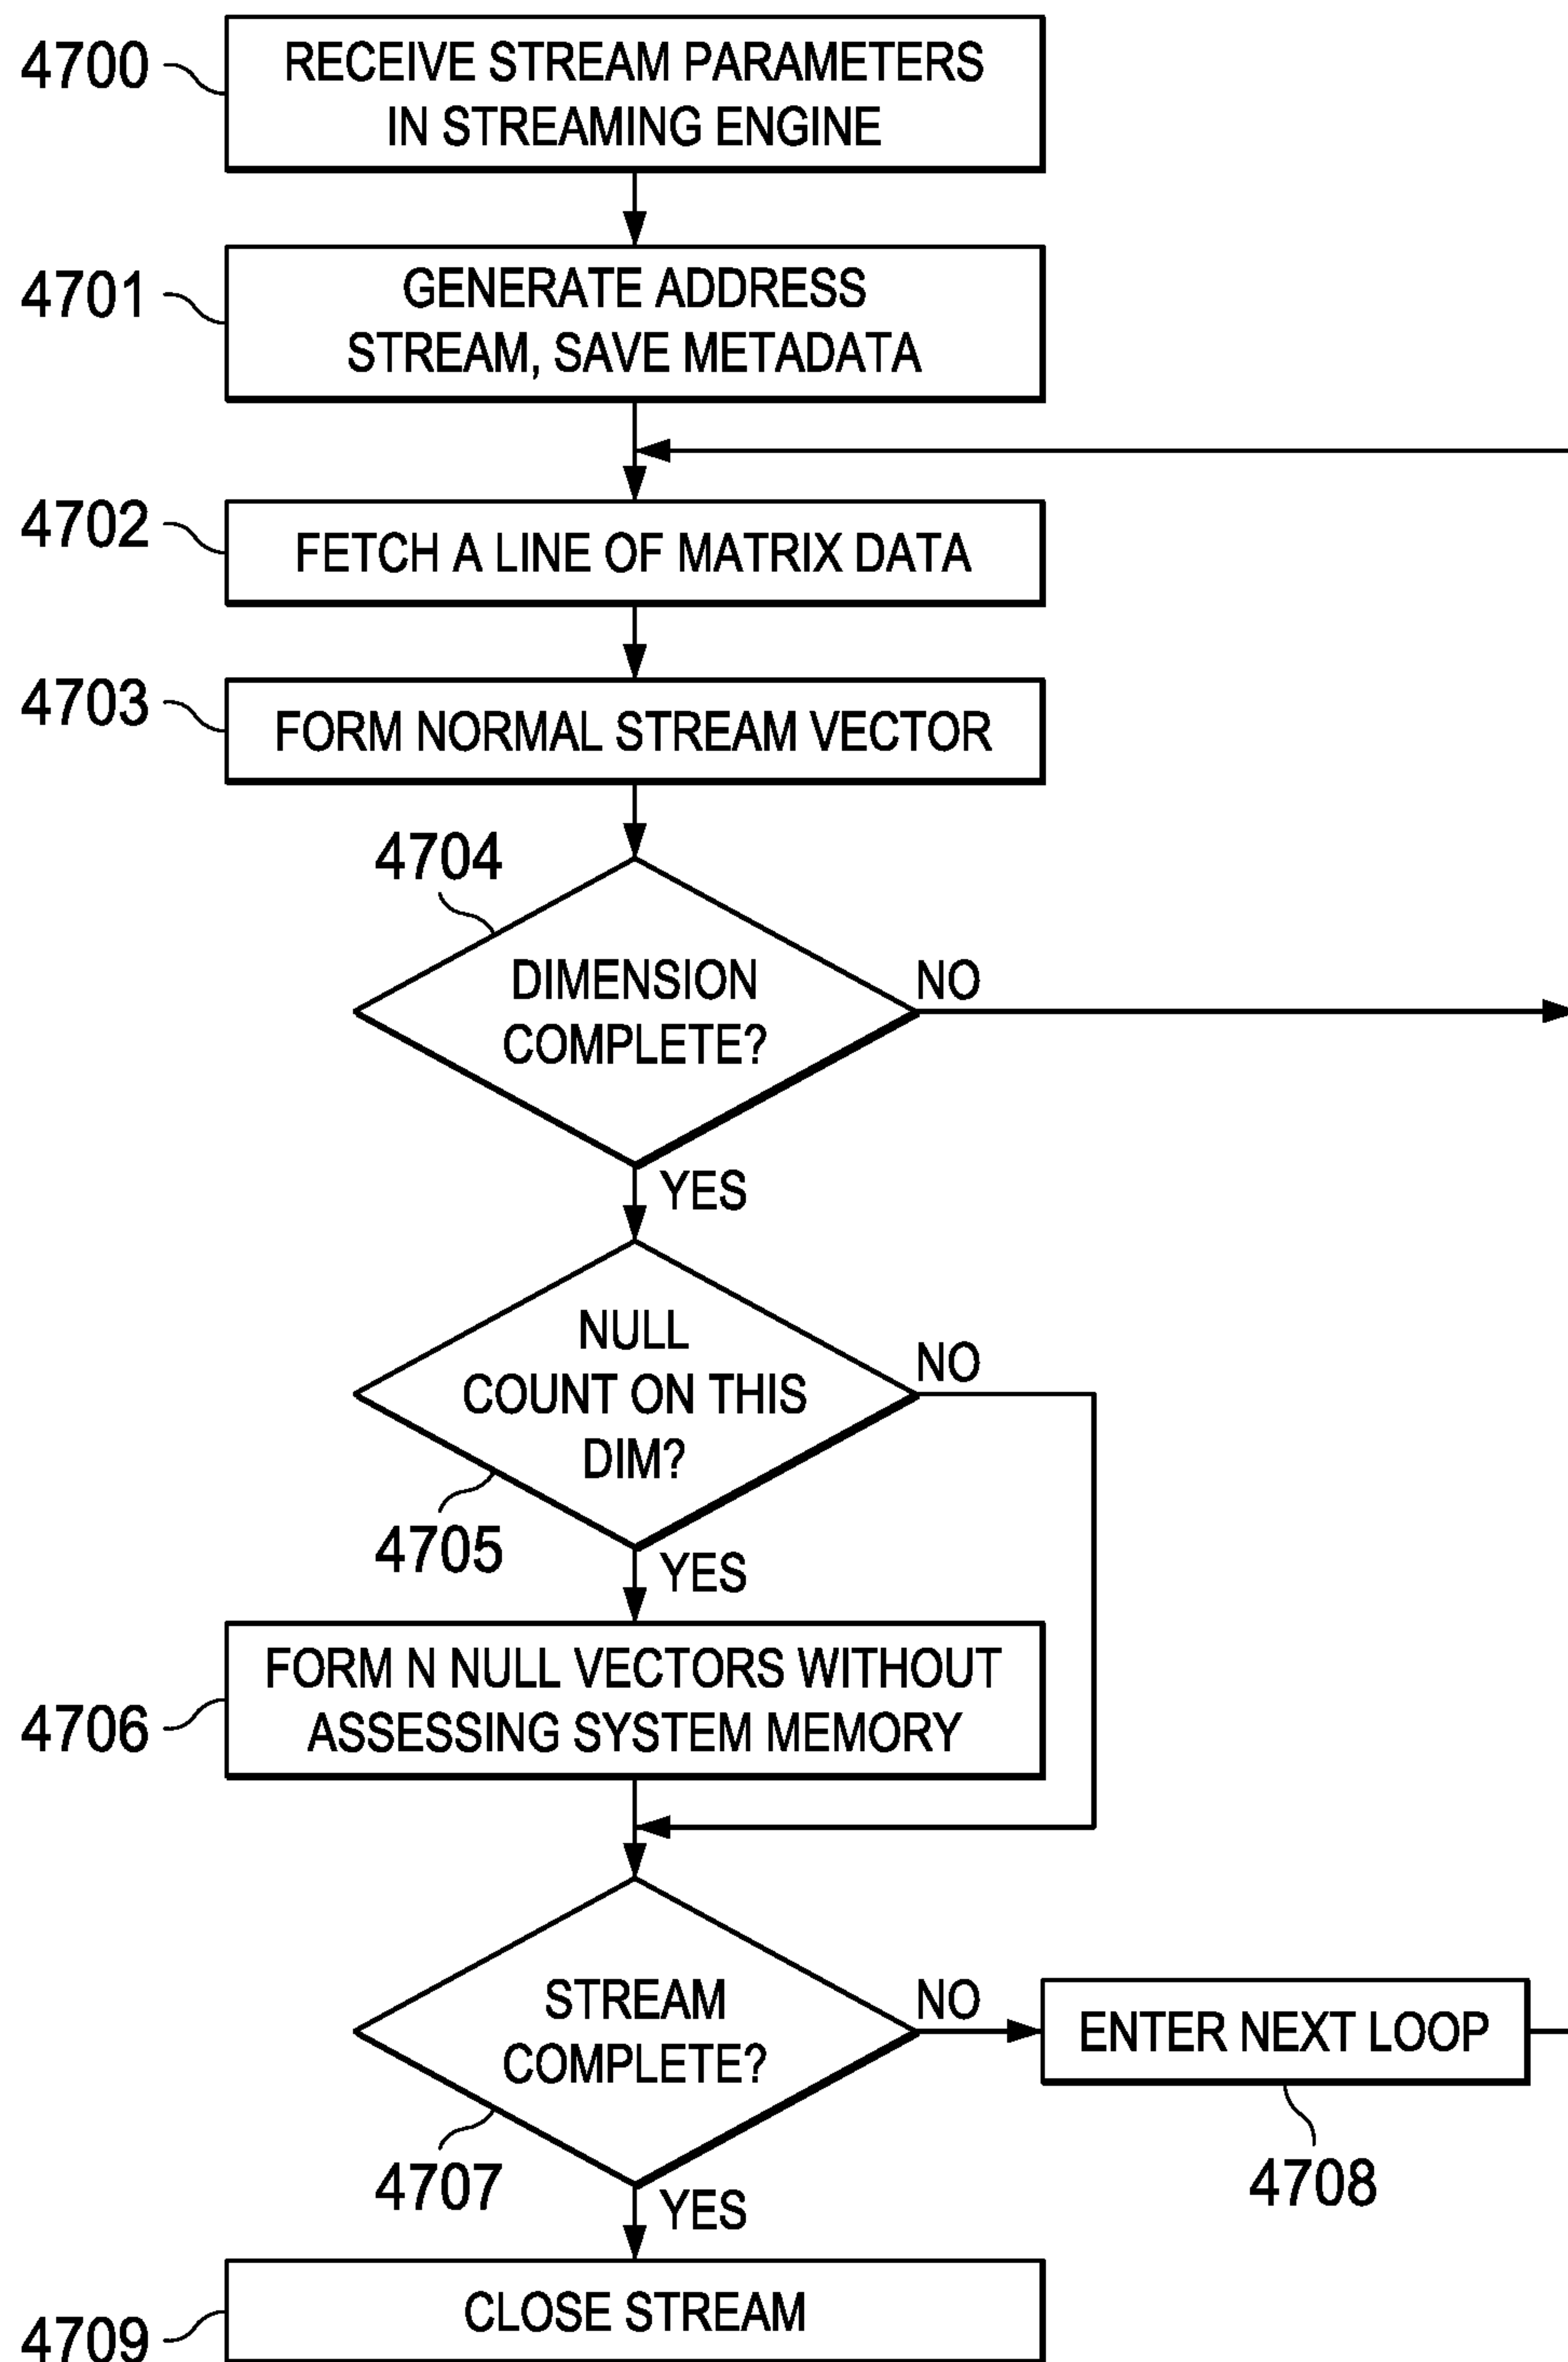 4700
RECEIVE STREAM PARAMETERS
IN STREAMING ENGINE
4701
GENERATE ADDRESS
STREAM, SAVE METADATA
4702
FETCH A LINE OF MATRIX DATA
4703
FORM NORMAL STREAM VECTOR
4704
DIMENSION
COMPLETE?
NO
YES
NULL
COUNT ON THIS
DIM?
NO
4705
YES
4706
FORM N NULL VECTORS WITHOUT
ASSESSING SYSTEM MEMORY
STREAM
COMPLETE?
NO
ENTER NEXT LOOP
4707
4708
YES
CLOSE STREAM
4709